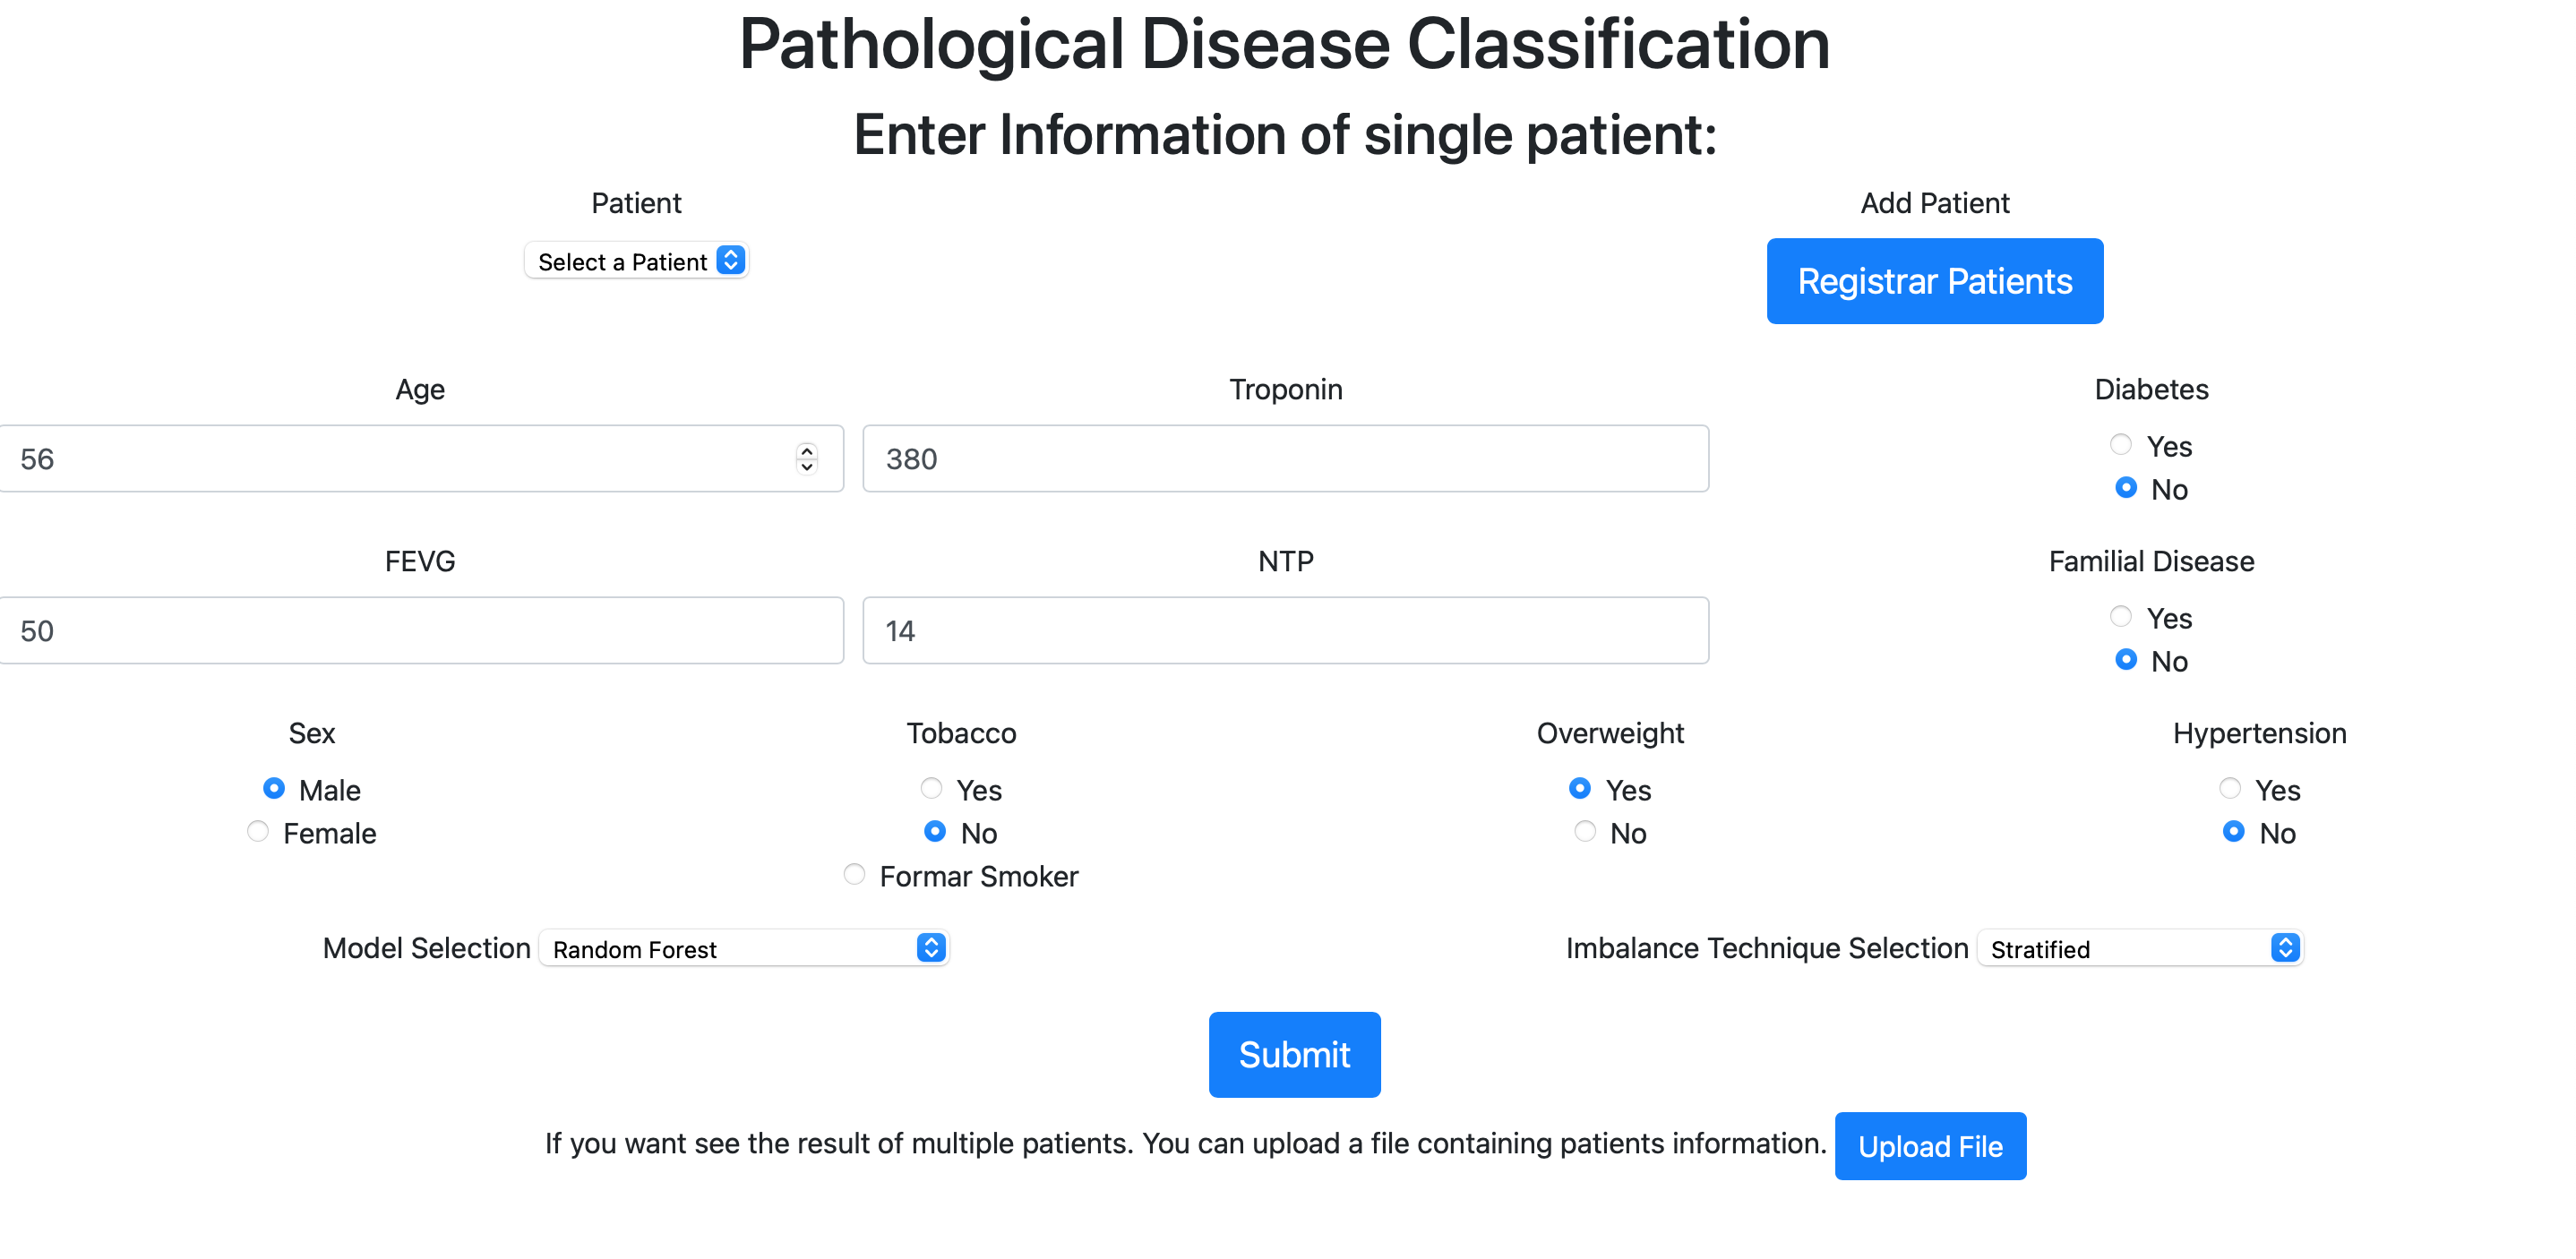 Pathological Disease Classification
Enter Information of single patient:
Patient Add Patient
Select a Patient Registrar Patients
Age Troponin Diabetes
56 380 Yes
No
FEVG NTP Familial Disease
50 14 Yes
No
Sex Tobacco Overweight Hypertension
Male Yes Yes Yes
Female No No No
Formar Smoker
Model Selection Random Forest Imbalance Technique Selection Stratified
Submit
If you want see the result of multiple patients. You can upload a file containing patients information. Upload File